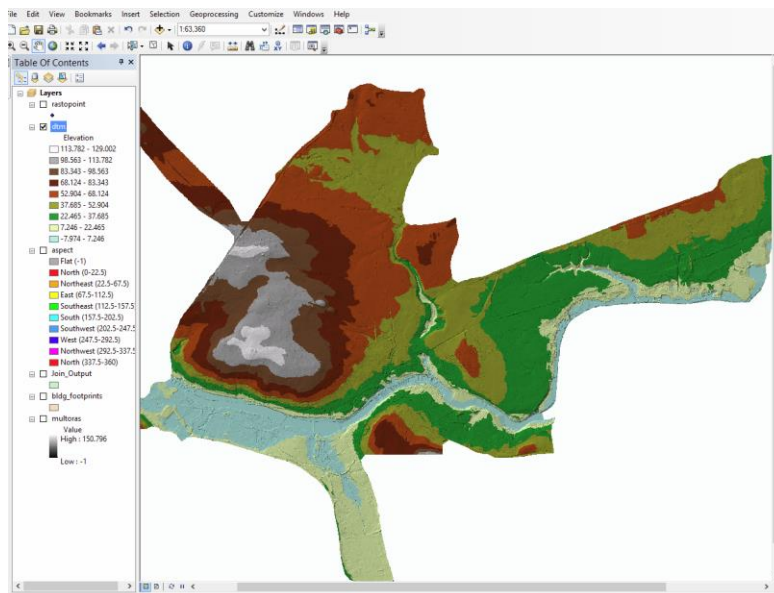 File Edit View Bookmarks Insert Selection Geoprocessing Customize Windows Help
1:63,360
Table Of Contents
Layers
rastopoint
dtm
Elevation
113.782 - 129.002
98.563 - 113.782
83.343 - 98.563
68.124 - 83.343
52.904 - 68.124
37.685 - 52.904
22.465 - 37.685
7.246 - 22.465
-7.974 - 7.246
aspect
Flat (-1)
North (0-22.5)
Northeast (22.5-67.5)
East (67.5-112.5)
Southeast (112.5-157.5
South (157.5-202.5)
Southwest (202.5-247.5
West (247.5-292.5)
Northwest (292.5-337.5
North (337.5-360)
Join_Output
bldg_footprints
multoras
Value
High : 150.796
Low : -1